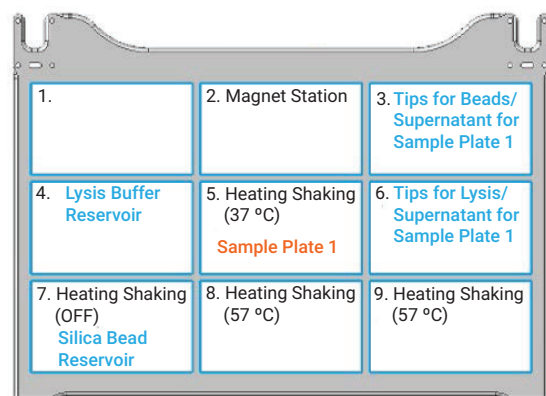 1.
2. Magnet Station
3. Tips for Beads/
Supernatant for
Sample Plate 1
4. Lysis Buffer
Reservoir
5. Heating Shaking
(37 ºC)
Sample Plate 1
6. Tips for Lysis/
Supernatant for
Sample Plate 1
7. Heating Shaking
(OFF)
Silica Bead
Reservoir
8. Heating Shaking
(57 ºC)
9. Heating Shaking
(57 ºC)